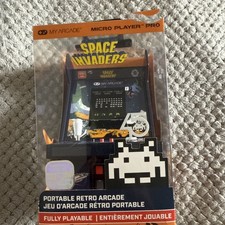 MY ARCADE MICRO PLAYER PRO
SPACE
INVADERS
PORTABLE RETRO ARCADE
JEU D'ARCADE RÉTRO PORTABLE
FULLY PLAYABLE | ENTIÈREMENT JOUABLE